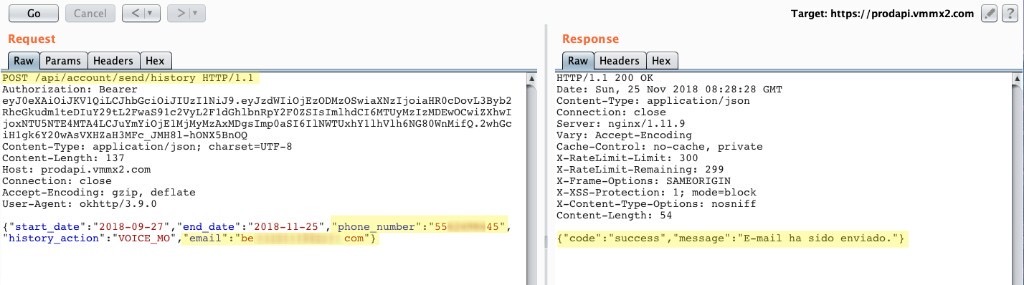 Go Cancel < > Target: https://prodapi.vmmx2.com ?
Request
Raw Params Headers Hex
POST /api/account/send/history HTTP/1.1
Authorization: Bearer
eyJ0eXAiOiJKV1QiLCJhbGciOiJIUzI1NiJ9.eyJzdWIiOjEzODMzOSwiaXNzIjoiaHR0cDovL3Byb2
RhcGkudm1teDIuY29tL2FwaS91c2VyL2F1dGhlbnRpY2F0ZSIsImlhdCI6MTUyMzIzMDEwOCwiZXhwI
joxNTU5NTE4MTA4LCJuYmYiOjE1MjMyMzAxMDgsImp0aSI6IlNWTUxhYllhVlh6NG80WnMifQ.2whGc
iH1gk6Y20wAsVXHZaH3MFc_JMH8l-hONX5BnOQ
Content-Type: application/json; charset=UTF-8
Content-Length: 137
Host: prodapi.vmmx2.com
Connection: close
Accept-Encoding: gzip, deflate
User-Agent: okhttp/3.9.0
{"start_date":"2018-09-27","end_date":"2018-11-25","phone_number":"55 45",
"history_action":"VOICE_MO","email":"be com"}
Response
Raw Headers Hex
HTTP/1.1 200 OK
Date: Sun, 25 Nov 2018 08:28:28 GMT
Content-Type: application/json
Connection: close
Server: nginx/1.11.9
Vary: Accept-Encoding
Cache-Control: no-cache, private
X-RateLimit-Limit: 300
X-RateLimit-Remaining: 299
X-Frame-Options: SAMEORIGIN
X-XSS-Protection: 1; mode=block
X-Content-Type-Options: nosniff
Content-Length: 54
{"code":"success","message":"E-mail ha sido enviado."}